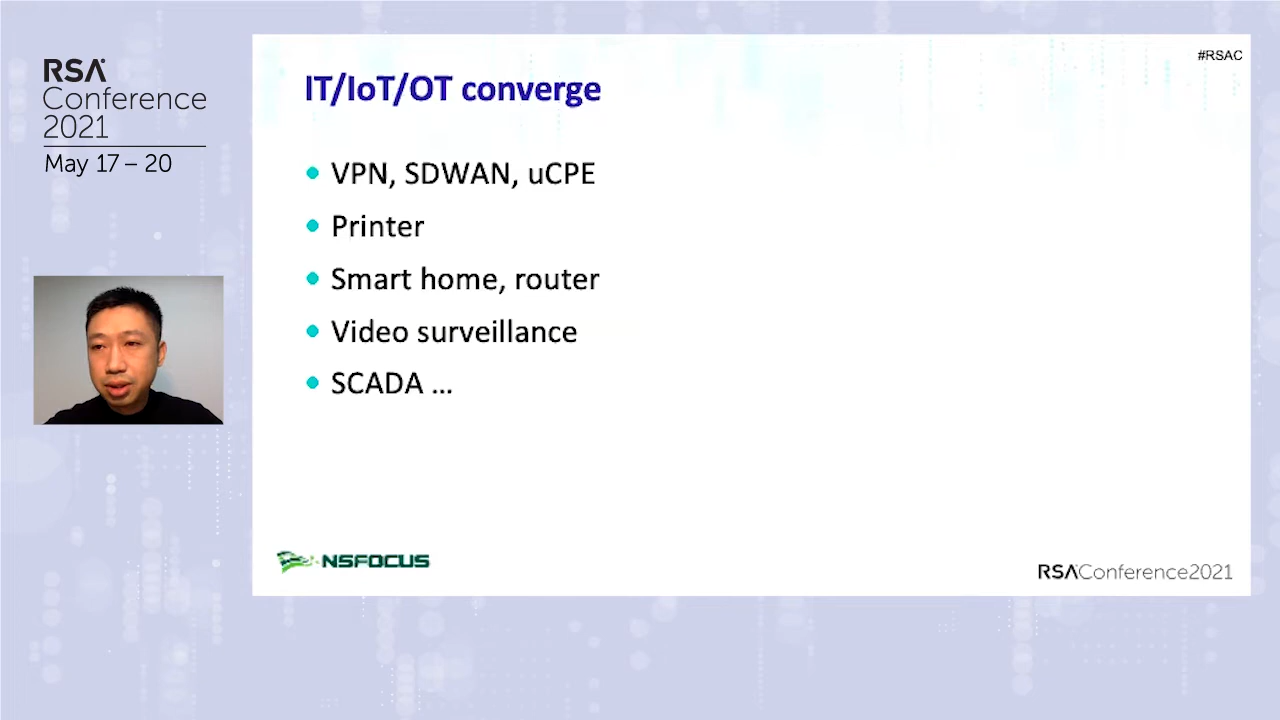 RSA
Conference
2021
May 17 – 20
#RSAC
IT/IoT/OT converge
VPN, SDWAN, uCPE
Printer
Smart home, router
Video surveillance
SCADA ...
NSFOCUS
RSAConference2021